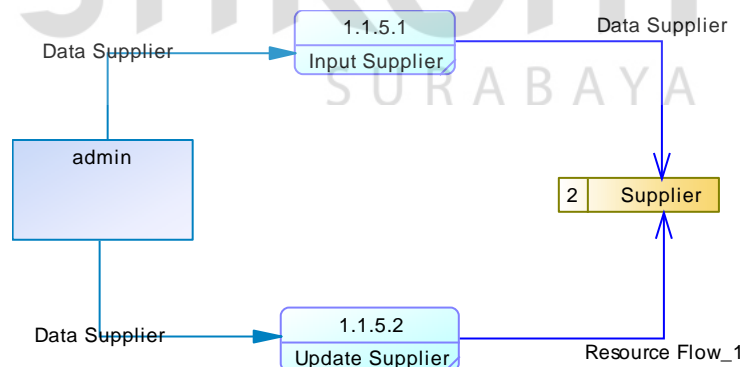 1.1.5.1
Data Supplier
Data Supplier
Input Supplier
SURABAYA
admin
2 Supplier
Data Supplier
1.1.5.2
Update Supplier
Resource Flow_1